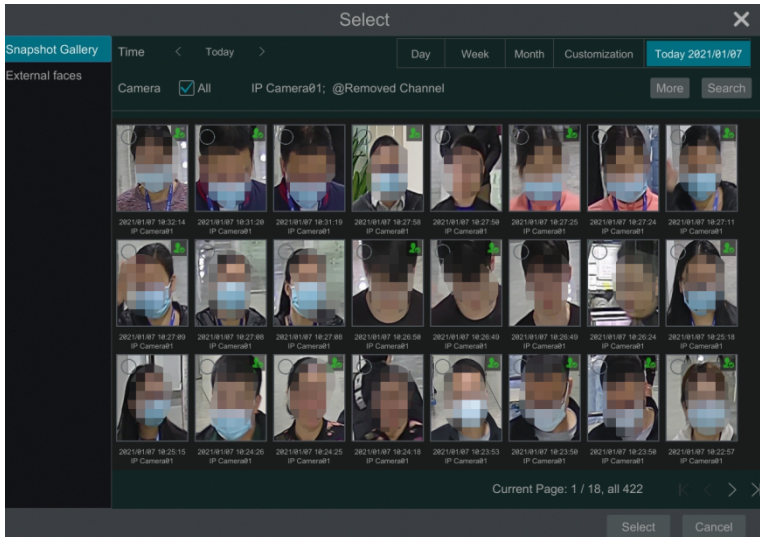 Select
Snapshot Gallery
External faces
Time < Today >
Day Week Month Customization Today 2021/01/07
Camera All IP Camera01; @Removed Channel
More Search
2021/01/07 10:32:14 2021/01/07 10:31:20 2021/01/07 10:31:19 2021/01/07 10:27:58 2021/01/07 10:27:50 2021/01/07 10:27:25 2021/01/07 10:27:24 2021/01/07 10:27:11
IP Camera01 IP Camera01 IP Camera01 IP Camera01 IP Camera01 IP Camera01 IP Camera01 IP Camera01
2021/01/07 10:27:09 2021/01/07 10:27:08 2021/01/07 10:27:08 2021/01/07 10:26:50 2021/01/07 10:26:49 2021/01/07 10:26:49 2021/01/07 10:26:24 2021/01/07 10:25:18
IP Camera01 IP Camera01 IP Camera01 IP Camera01 IP Camera01 IP Camera01 IP Camera01 IP Camera01
2021/01/07 10:25:15 2021/01/07 10:24:26 2021/01/07 10:24:25 2021/01/07 10:24:18 2021/01/07 10:23:53 2021/01/07 10:23:50 2021/01/07 10:23:50 2021/01/07 10:22:57
IP Camera01 IP Camera01 IP Camera01 IP Camera01 IP Camera01 IP Camera01 IP Camera01 IP Camera01
Current Page: 1 / 18, all 422
Select Cancel